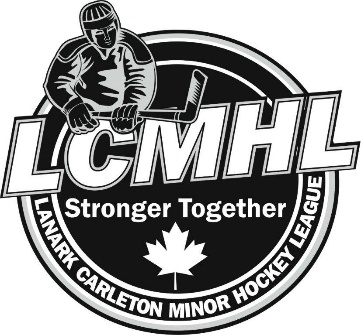 LCMHL
Stronger Together
LANARK CARLETON MINOR HOCKEY LEAGUE